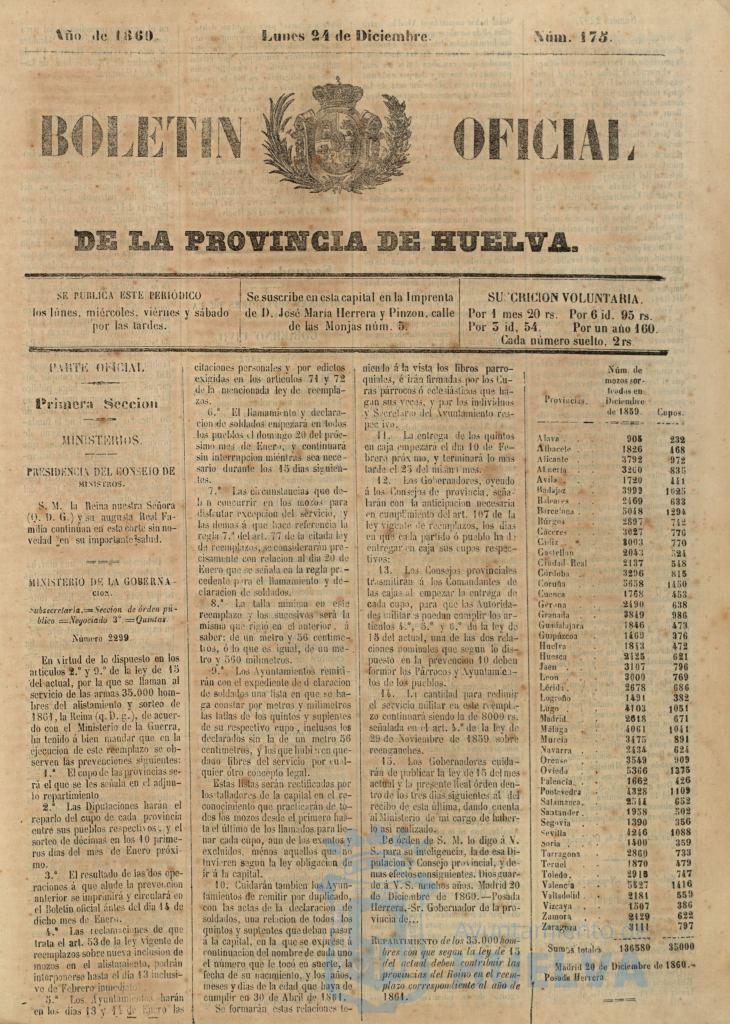 Año de 1860.
Lunes 24 de Diciembre.
Núm. 175.
BOLETIN OFICIAL
DE LA PROVINCIA DE HUELVA.
SE PUBLICA ESTE PERIÓDICO
los lúnes, miércoles, viérnes y sábado
por las tardes.
Se suscribe en esta capital en la Imprenta
de D. José Maria Herrera y Pinzon, calle
de las Monjas núm. 5.
SUSCRICION VOLUNTARIA.
Por 1 mes 20 rs. Por 6 id. 95 rs.
Por 3 id, 54. Por un año 160.
Cada número suelto, 2 rs
PARTE OFICIAL
Primera Seccion
MINISTERIOS.
PRESIDENCIA DEL CONSEJO DE
MINISTROS.
S. M. la Reina nuestra Señora
(Q. D. G.) y su augusta Real Fa-
milia continúan en esta córte sin no-
vedad en su importante salud.
MINISTERIO DE LA GOBERNA-
CION.
Subsecretaria.=Seccion de órden pú-
blico =Negociado 3º =Quintas
Número 2299.
En virtud de lo dispuesto en los
artículos 2.º y 9.º de la ley de 15
del actual, por la que se llaman al
servicio de las armas 35.000 hom-
bres del alistamiento y sorteo de
1861, la Reina (q. D. g.), de acuer-
do con el Ministerio de la Guerra,
ha tenido á bien mandar que en la
ejecucion de este reemplazo se ob-
serven las prevenciones siguientes:
1.ª El cupo de las provincias se-
rá el que les señala en el adjun-
to repartimiento.
2.ª Las Diputaciones harán el
reparto del cupo de cada provincia
entre sus pueblos respectivos, y el
sorteo de décimas en los 10 prime-
ros dias del mes de Enero próxi-
mo.
3.ª El resultado de las dos ope-
raciones á que alude la prevencion
anterior se imprimirá y circulará en
el Boletin oficial ántes del dia 14 de
dicho mes de Enero.
4.ª Las reclamaciones de que
trata el art. 53 de la ley vigente de
reemplazos sobre nueva inclusion de
mozos en el alistamiento, podrán
interponerse hasta el dia 13 inclusi-
ve de Febrero inmediato.
5.ª Los Ayuntamientos harán
en los dias 13 y 14 de Enero las
citaciones personales y por edictos
exigidas en los artículos 71 y 72
de la mencionada ley de reempla-
zos.
6.ª El llamamiento y declara-
cion de soldados empezará en todos
los pueblos el domingo 20 del pró-
ximo mes de Enero, y continuará
sin interrupcion mientras sea nece-
sario durante los 15 dias siguien-
tes.
7.ª Las circunstancias que de-
ben concurrir en los mozos para
disfrutar excepcion del servicio, y
las demas á que hace referencia la
regla 7.ª del art. 77 de la citada ley
de reemplazos, se considerarán pre-
cisamente con relacion al dia 20 de
Enero que se señala en la regla pre-
cedente para el llamamiento y de-
claracion de soldados.
8.ª La talla mínima en este
reemplazo y los sucesivos será la
misma que rigió en el anterior, á
saber: de un metro y 56 centíme-
tros, ó lo que es igual, de un me-
tro y 560 milímetros.
9.ª Los Ayuntamientos remiti-
rán con el expediente de declaracion
de soldados una lista en que se ha-
ga constar por metros y milímetros
las tallas de los quintos y suplentes
de su respectivo cupo, inclusos los
declarados sin la de un metro 56
centímetros, y los que hubiesen que-
dado libres del servicio por cual-
quier otro concepto legal.
Estas listas serán rectificadas por
los talladores de la capital en el re-
conocimiento que practicarán de to-
dos los mozos desde el primero has-
ta el último de los llamados para lle-
nar cada cupo, aun de los exentos y
excluidos, ménos aquellos que no
tuvieren segun la ley obligacion de
ir á la capital.
10. Cuidarán tambien los Ayun-
tamientos de remitir por duplicado,
con las actas de la declaracion de
soldados, una relacion de todos los
quintos y suplentes que deban pasar
á la capital, en la que se exprese á
continuacion del nombre de cada uno
el número que le tocó en suerte, la
fecha de su nacimiento, y los años,
meses y dias de la edad que haya de
cumplir en 30 de Abril de 1861.
Se formarán estas relaciones te-
niendo á la vista los libros parro-
quiales, é irán firmadas por los Cu-
ras párrocos ó eclesiásticos que ha-
gan sus veces, y por los individuos
y Secretario del Ayuntamiento res-
pectivo.
11. La entrega de los quintos
en caja empezará el dia 10 de Fe-
brero próximo, y terminará lo mas
tarde el 25 del mismo mes.
12. Los Gobernadores, oyendo
á los Consejos de provincia, seña-
larán con la anticipacion necesaria
en cumplimiento del art. 107 de la
ley vigente de reemplazos, los dias
en que cada partido ó pueblo ha de
entregar en caja sus cupos respec-
tivos:
13. Los Consejos provinciales
trasmitirán á los Comandantes de
las cajas al empezar la entrega de
cada cupo, para que las Autorida-
des militares puedan cumplir los ar-
tículos 4.º, 5.º y 6.º de la ley de
15 del actual, una de las dos rela-
ciones nominales que segun lo dis-
puesto en la prevencion 10 deben
formar los Párrocos y Ayuntamien-
tos de los pueblos.
14. La cantidad para redimir
el servicio militar en este reempla-
zo continuará siendo la de 8000 rs.
señalada en el art. 4.º de la ley de
29 de Noviembre de 1859 sobre
reenganches.
15. Los Gobernadores cuida-
rán de publicar la ley de 15 del mes
actual y la presente Real órden den-
tro de los tres dias siguientes al del
recibo de esta última, dando cuenta
al Ministerio de mi cargo de haber-
lo así realizado.
De órden de S. M. lo digo á V.
S. para su inteligencia, la de esa Di-
putacion y Consejo provincial, y de-
mas efectos consiguientes. Dios guar-
de á V. S. muchos años. Madrid 20
de Diciembre de 1860.—Posada
Herrera.—Sr. Gobernador de la pro-
vincia de...
REPARTIMIENTO de los 35.000 hom-
bres con que segun la ley de 15
del actual deben contribuir las
provincias del Reino en el reem-
plazo correspondiente al año de
1861.
Provincias.
Núm. de
mozos sor-
teados en
Diciembre
de 1859.
Cupos.
Alava 905 232
Albacete 1826 468
Alicante 3792 972
Almería 3260 835
Avila 1720 441
Badajoz 3992 1023
Baleares 2469 633
Barcelona 5048 1294
Búrgos 2897 742
Cáceres 3027 776
Cádiz 3003 770
Castellon 2043 524
Ciudad Real 2137 548
Córdoba 3296 845
Coruña 5658 1450
Cuenca 1768 453
Gerona 2490 638
Granada 3849 986
Guadalajara 1846 473
Guipúzcoa 1469 376
Huelva 1843 472
Huesca 2425 621
Jaen 3107 796
Leon 3000 769
Lérida 2678 686
Logroño 1491 382
Lugo 4103 1051
Madrid 2618 671
Málaga 4061 1041
Murcia 3475 891
Navarra 2434 624
Orense 3549 909
Oviedo 5366 1375
Palencia 1662 426
Pontevedra 4328 1109
Salamanca 2544 652
Santander 1958 502
Segovia 1390 356
Sevilla 4246 1088
Soria 1400 359
Tarragona 2860 733
Teruel 1870 479
Toledo 2915 747
Valencia 5527 1416
Valladolid 2181 559
Vizcaya 1507 386
Zamora 2429 622
Zaragoza 3111 797
Sumas totales 136580 35000
Madrid 20 de Diciembre de 1860.—
Posada Herrera.
Ayuntamiento de
HUELVA